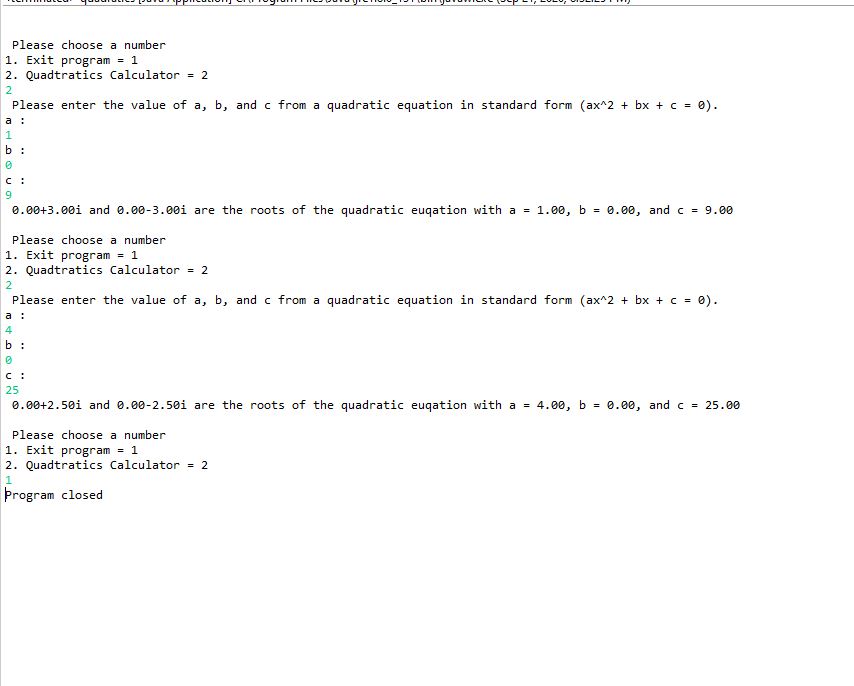 Please choose a number
1. Exit program = 1
2. Quadtratics Calculator = 2
2
Please enter the value of a, b, and c from a quadratic equation in standard form (ax^2 + bx + c = 0).
a :
1
b :
0
c :
9
0.00+3.00i and 0.00-3.00i are the roots of the quadratic euqation with a = 1.00, b = 0.00, and c = 9.00
Please choose a number
1. Exit program = 1
2. Quadtratics Calculator = 2
2
Please enter the value of a, b, and c from a quadratic equation in standard form (ax^2 + bx + c = 0).
a :
4
b :
0
c :
25
0.00+2.50i and 0.00-2.50i are the roots of the quadratic euqation with a = 4.00, b = 0.00, and c = 25.00
Please choose a number
1. Exit program = 1
2. Quadtratics Calculator = 2
1
Program closed